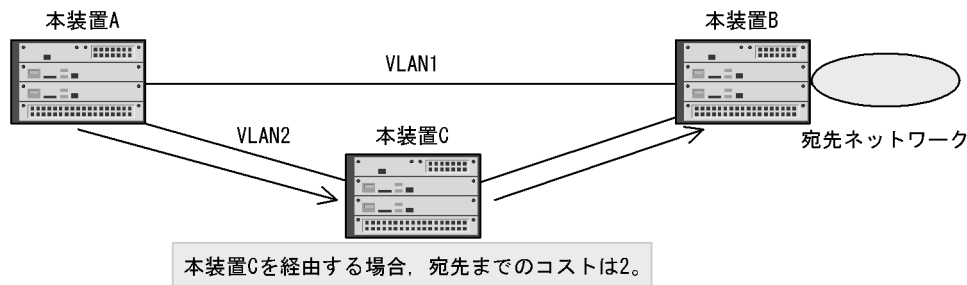 本装置A
本装置B
VLAN1
VLAN2
本装置C
宛先ネットワーク
本装置Cを経由する場合，宛先までのコストは2。